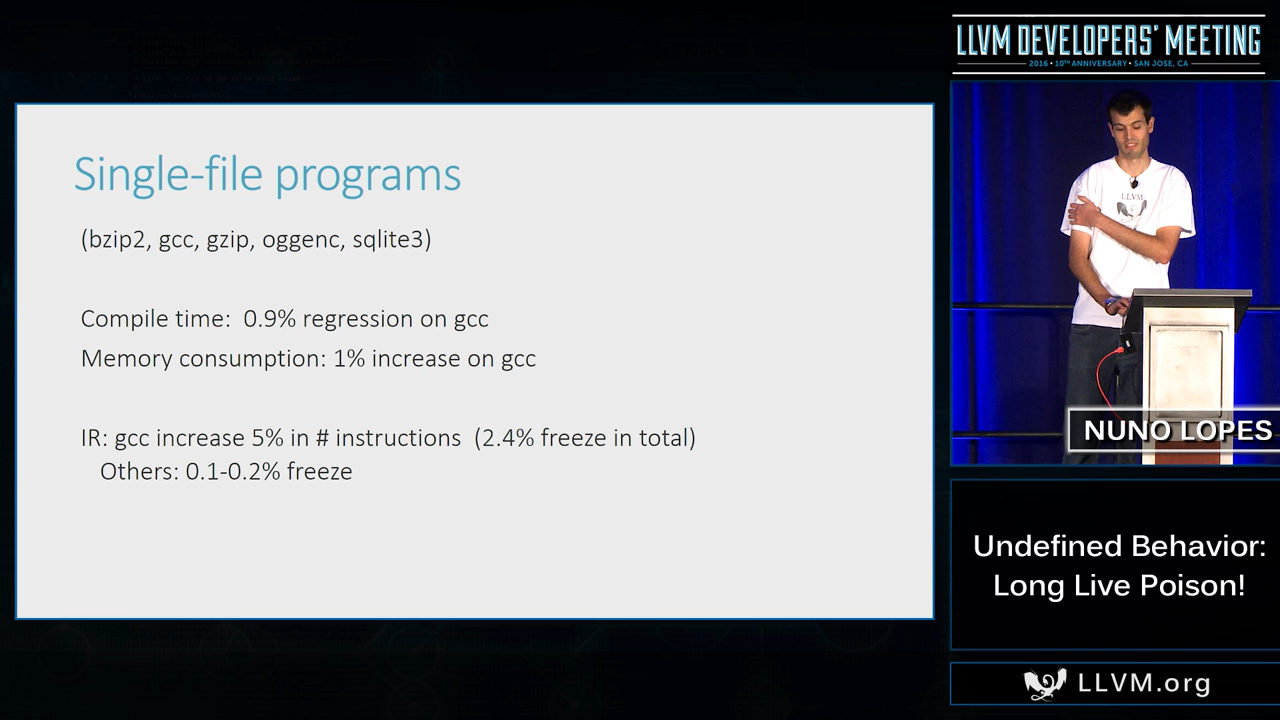 LLVM DEVELOPERS' MEETING
2016 • 10TH ANNIVERSARY • SAN JOSE, CA
Single-file programs
(bzip2, gcc, gzip, oggenc, sqlite3)
Compile time: 0.9% regression on gcc
Memory consumption: 1% increase on gcc
IR: gcc increase 5% in # instructions (2.4% freeze in total)
Others: 0.1-0.2% freeze
LLVM
NUNO LOPES
Undefined Behavior:
Long Live Poison!
LLVM.org